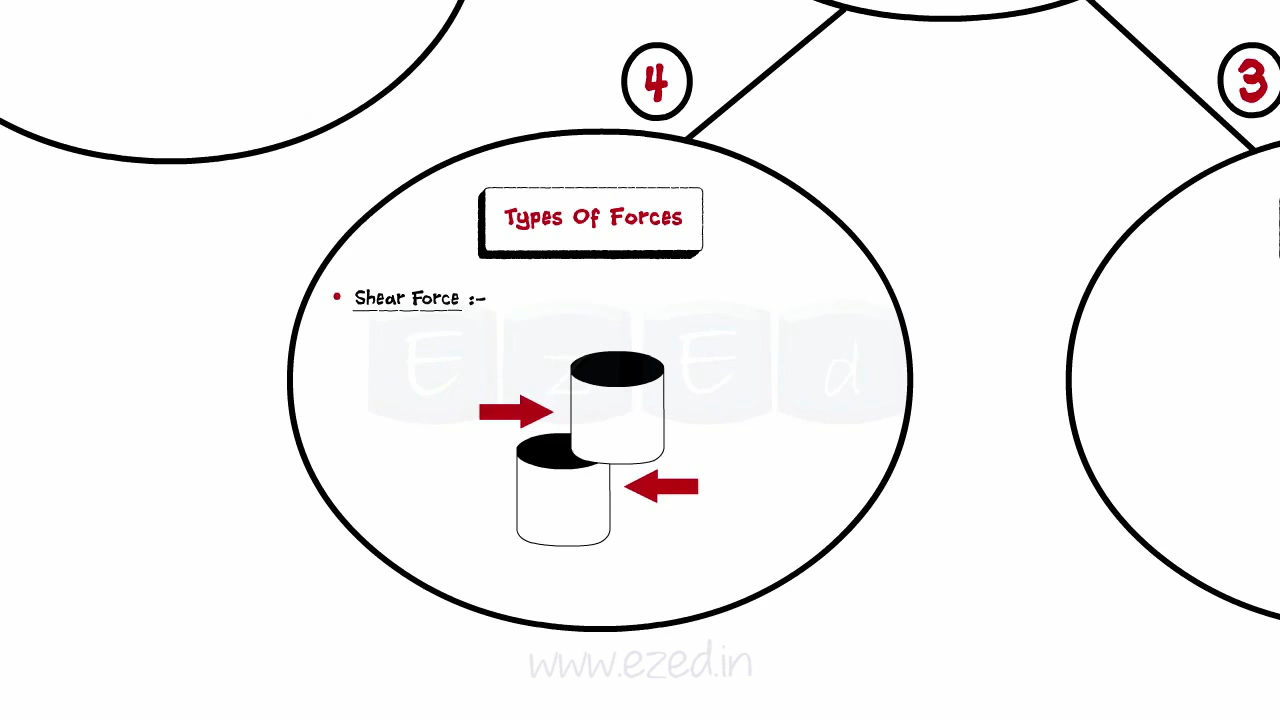 4
3
Types Of Forces
• Shear Force :-
E z E d
www.ezed.in